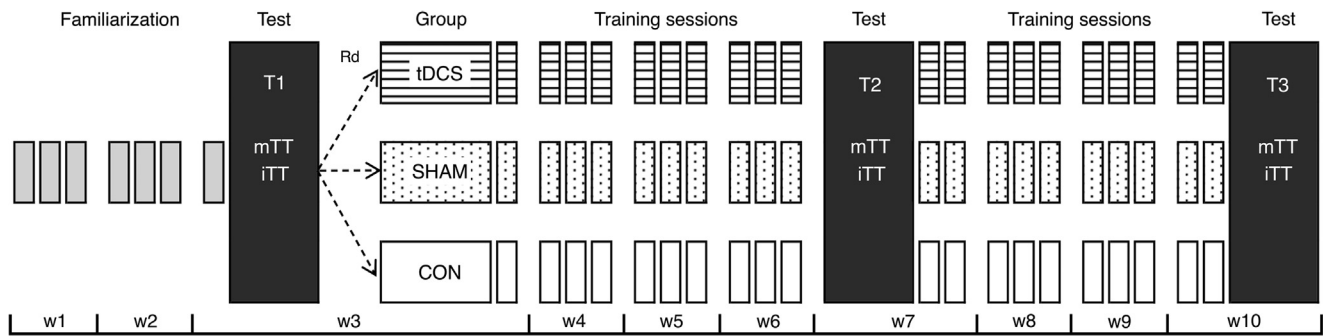 Familiarization Test Group Training sessions Test Training sessions Test
Rd
tDCS
T1 T2 T3
mTT mTT mTT
iTT SHAM iTT iTT
CON
w1 w2 w3 w4 w5 w6 w7 w8 w9 w10